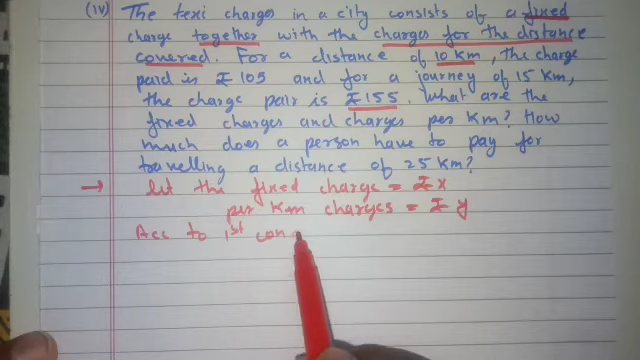 (iv) The texi charges in a city consists of a fixed
charge together with the charges for the distance
covered. For a distance of 10 km, the charge
paid is ₹ 105 and for a journey of 15 Km,
the charge pair is ₹ 155. What are the
fixed charges and charges per Km? How
much does a person have to pay for
travelling a distance of 25 Km?
→ let the fixed charge = ₹ x
per Km charges = ₹ y
Acc to 1st con